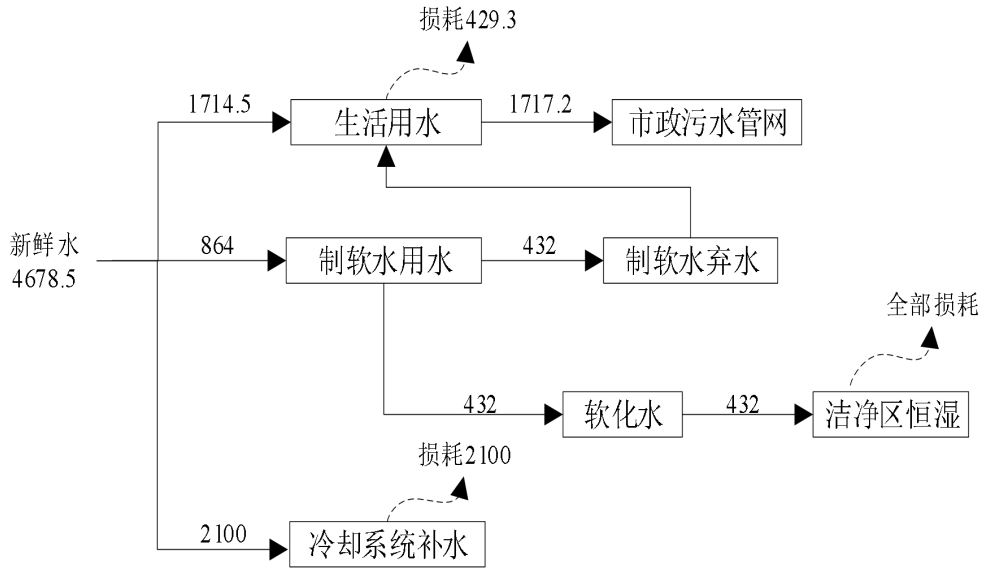 损耗429.3
1714.5
生活用水
1717.2
市政污水管网
新鲜水
4678.5
864
制软水用水
432
制软水弃水
全部损耗
432
软化水
432
洁净区恒湿
损耗2100
2100
冷却系统补水